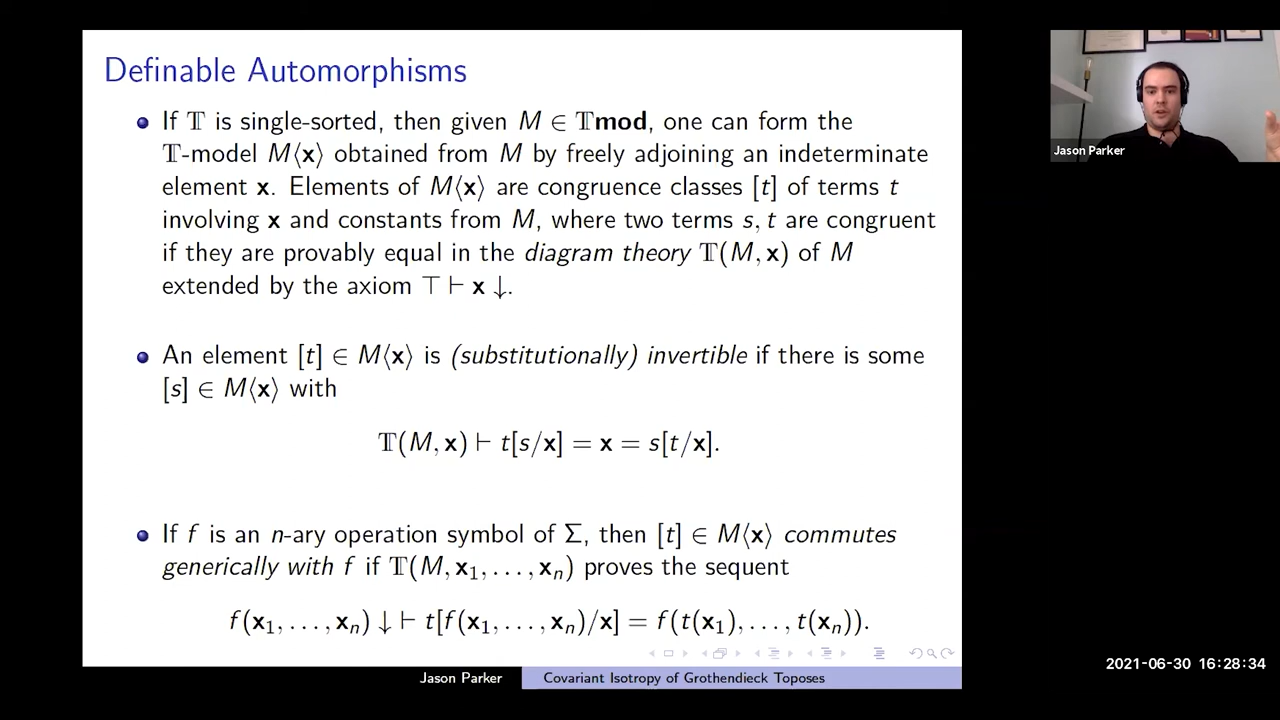 Definable Automorphisms
If 𝕋 is single-sorted, then given M ∈ 𝕋mod, one can form the
𝕋-model M⟨x⟩ obtained from M by freely adjoining an indeterminate
element x. Elements of M⟨x⟩ are congruence classes [t] of terms t
involving x and constants from M, where two terms s, t are congruent
if they are provably equal in the diagram theory 𝕋(M, x) of M
extended by the axiom ⊤ ⊢ x ↓.
An element [t] ∈ M⟨x⟩ is (substitutionally) invertible if there is some
[s] ∈ M⟨x⟩ with
𝕋(M, x) ⊢ t[s/x] = x = s[t/x].
If f is an n-ary operation symbol of Σ, then [t] ∈ M⟨x⟩ commutes
generically with f if 𝕋(M, x₁, . . . , xₙ) proves the sequent
f(x₁, . . . , xₙ) ↓ ⊢ t[f(x₁, . . . , xₙ)/x] = f(t(x₁), . . . , t(xₙ)).
Jason Parker
Covariant Isotropy of Grothendieck Toposes
Jason Parker
2021-06-30 16:28:34